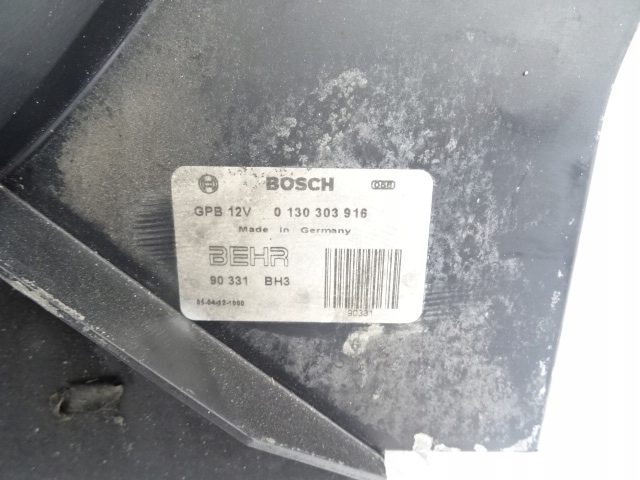 BOSCH
GPB 12V 0 130 303 916
Made in Germany
BEHR
90 331 BH3
90331